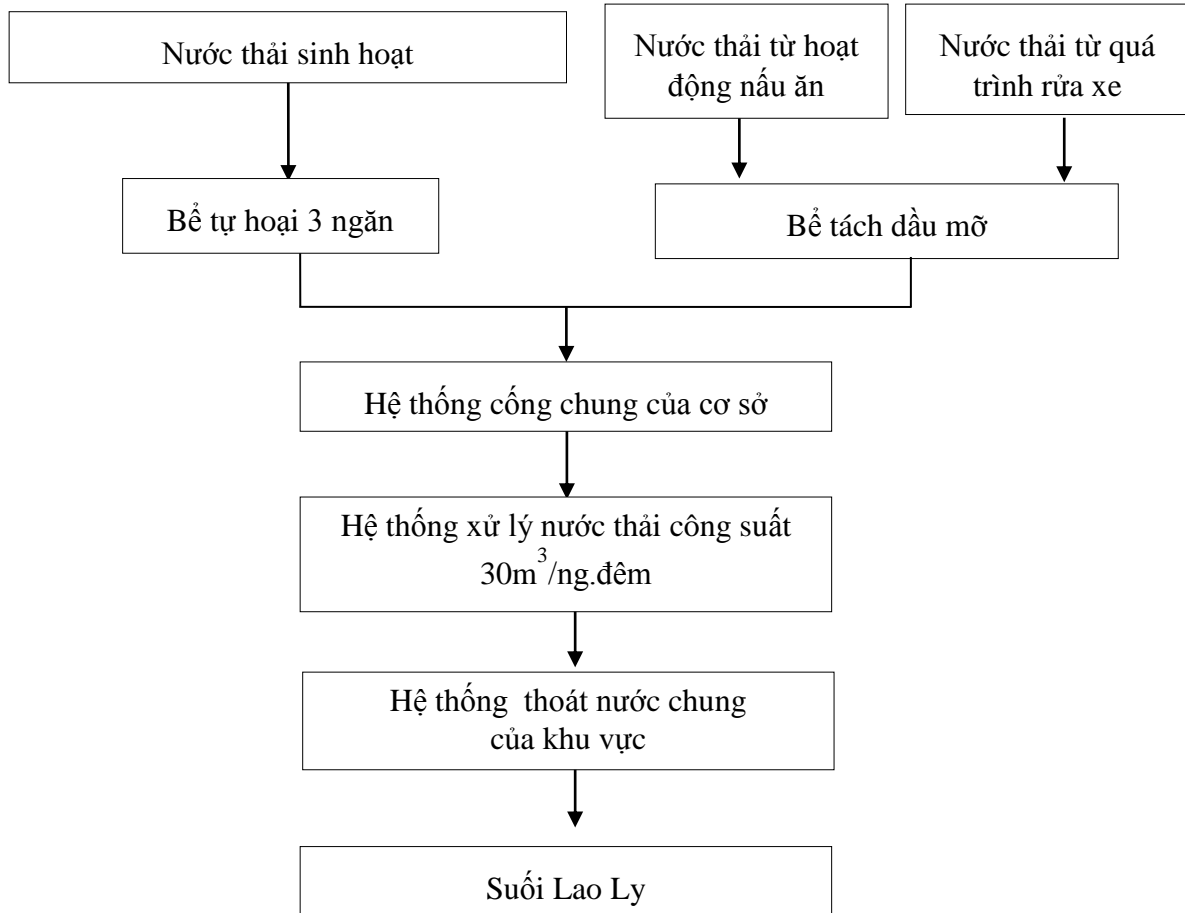 Nước thải sinh hoạt
Nước thải từ hoạt
động nấu ăn
Nước thải từ quá
trình rửa xe
Bể tự hoại 3 ngăn
Bể tách dầu mỡ
Hệ thống cống chung của cơ sở
Hệ thống xử lý nước thải công suất
30m³/ng.đêm
Hệ thống thoát nước chung
của khu vực
Suối Lao Ly